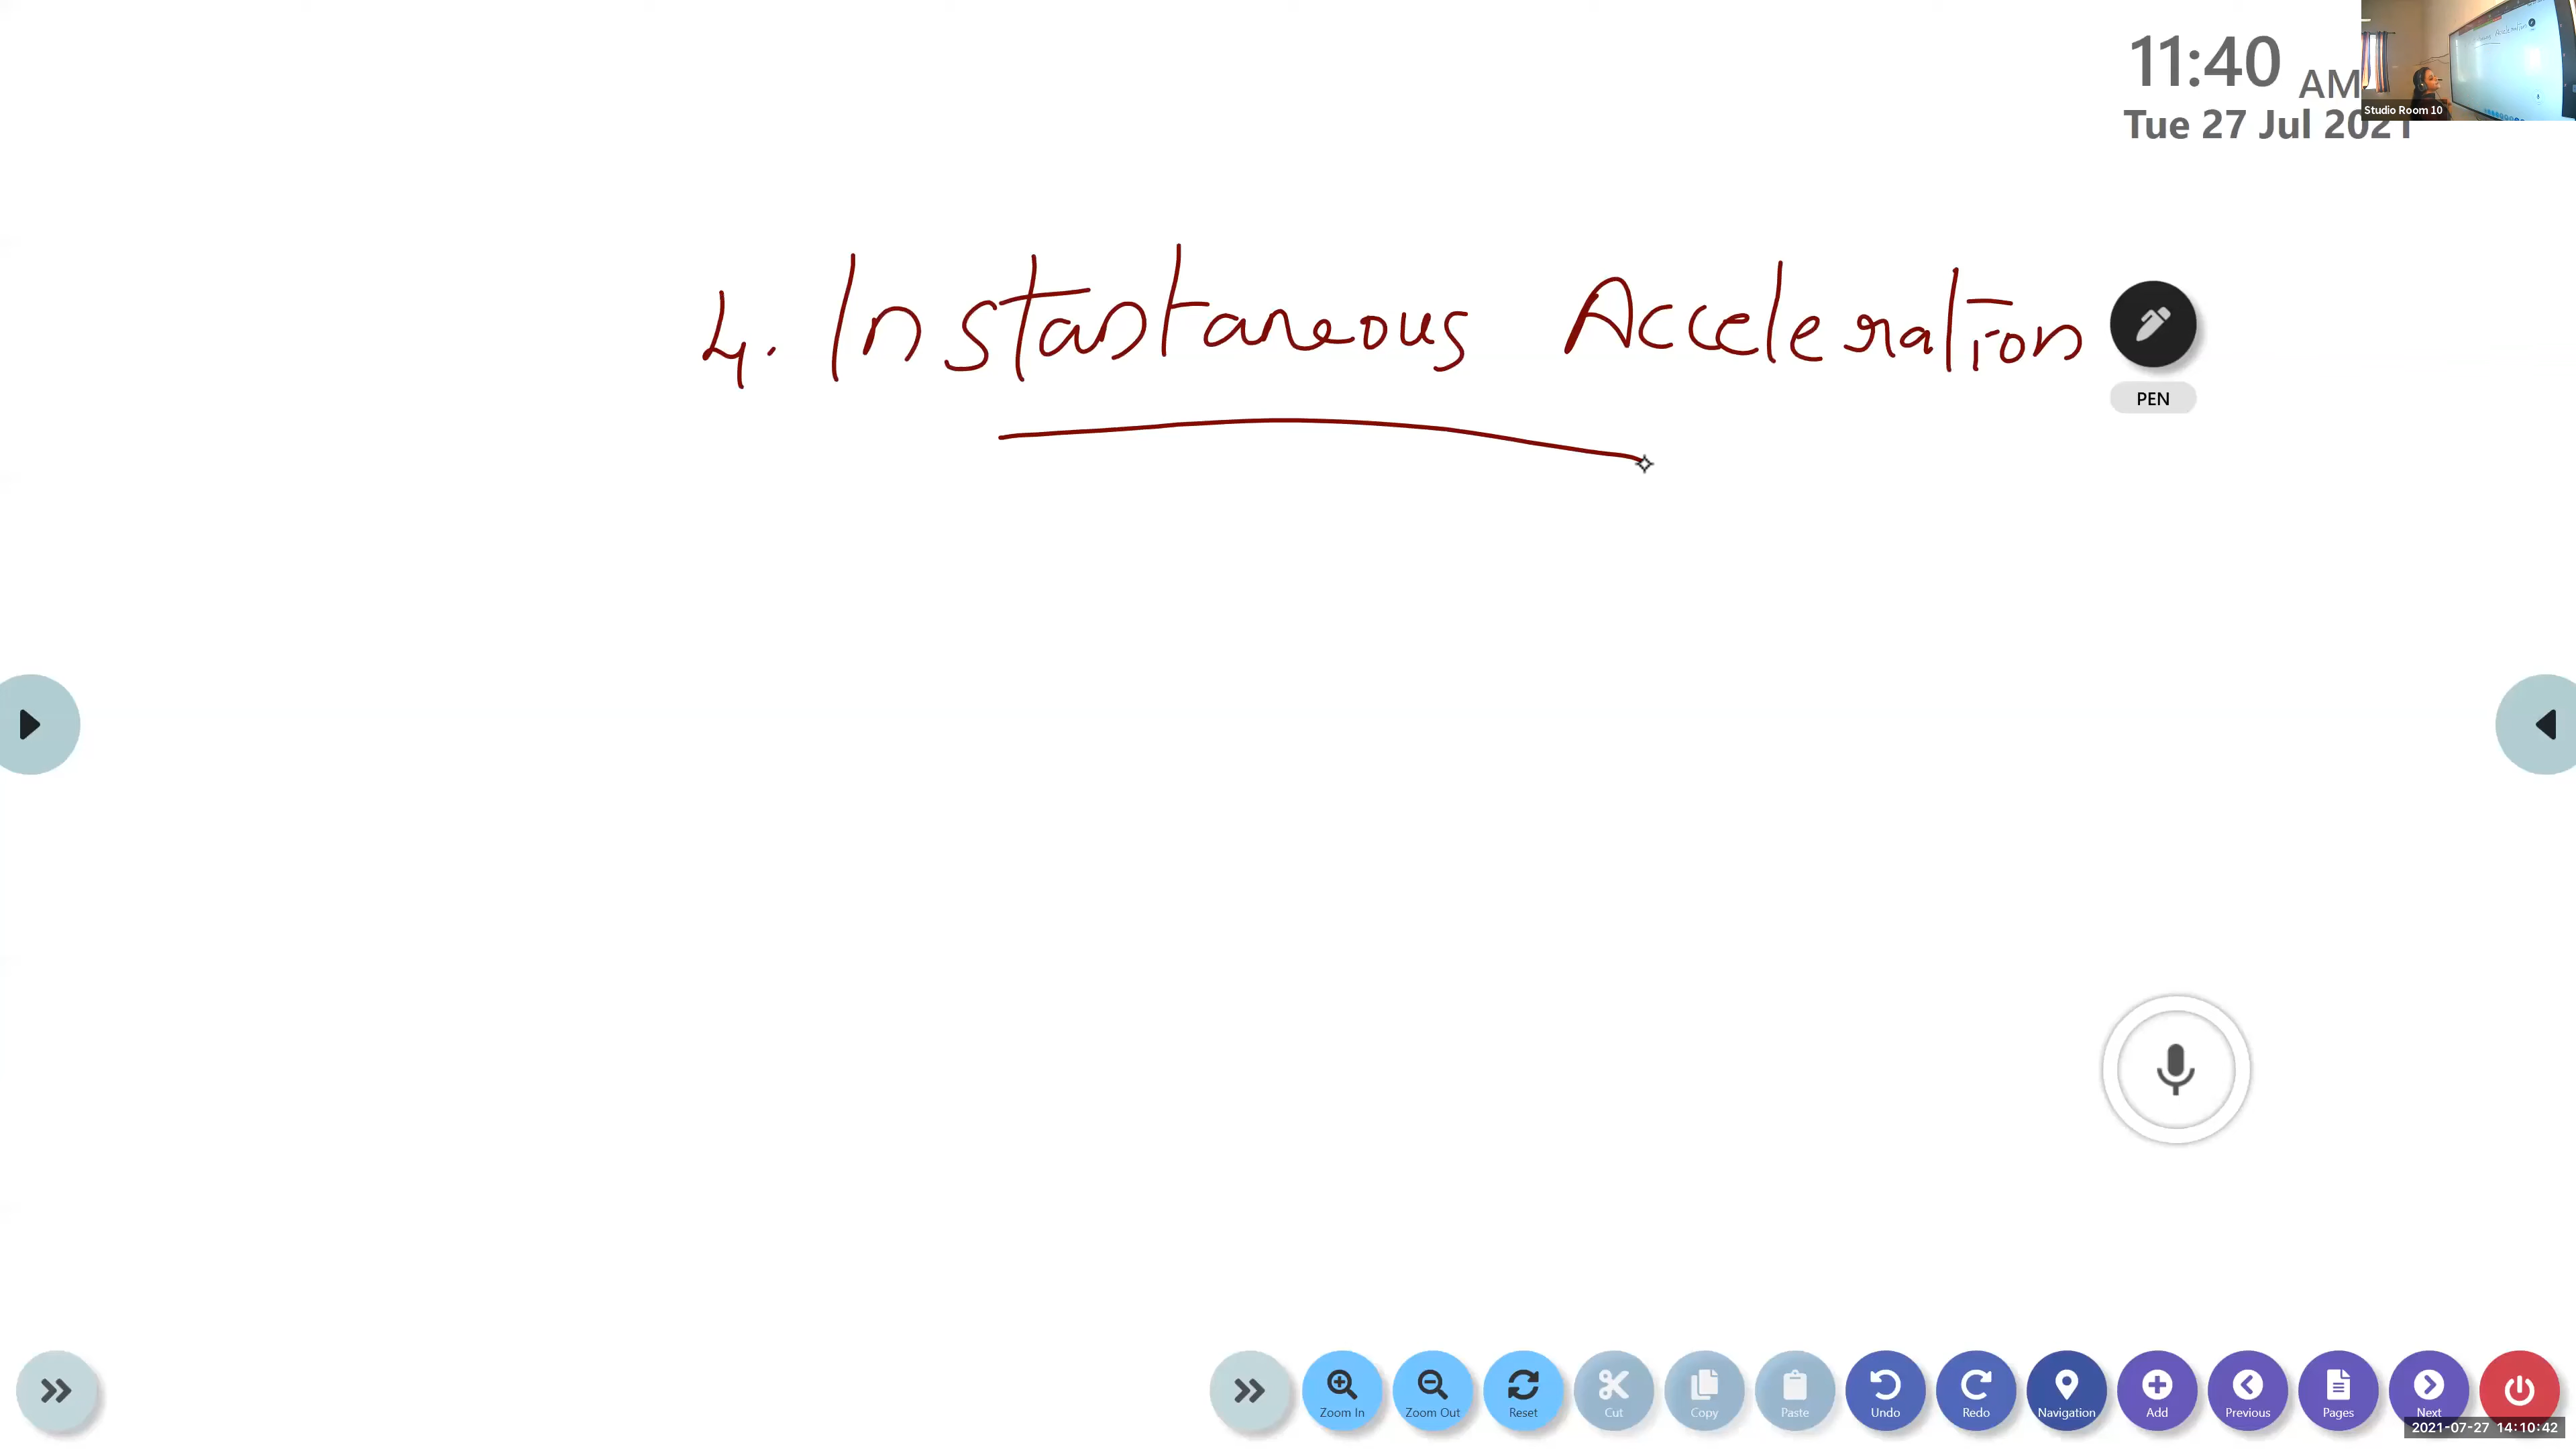 11:40 AM
Tue 27 Jul 2021
Studio Room 10
4. Instantaneous Acceleration
PEN
Zoom In Zoom Out Reset Cut Copy Paste Undo Redo Navigation Add Previous Pages Next
2021-07-27 14:10:42